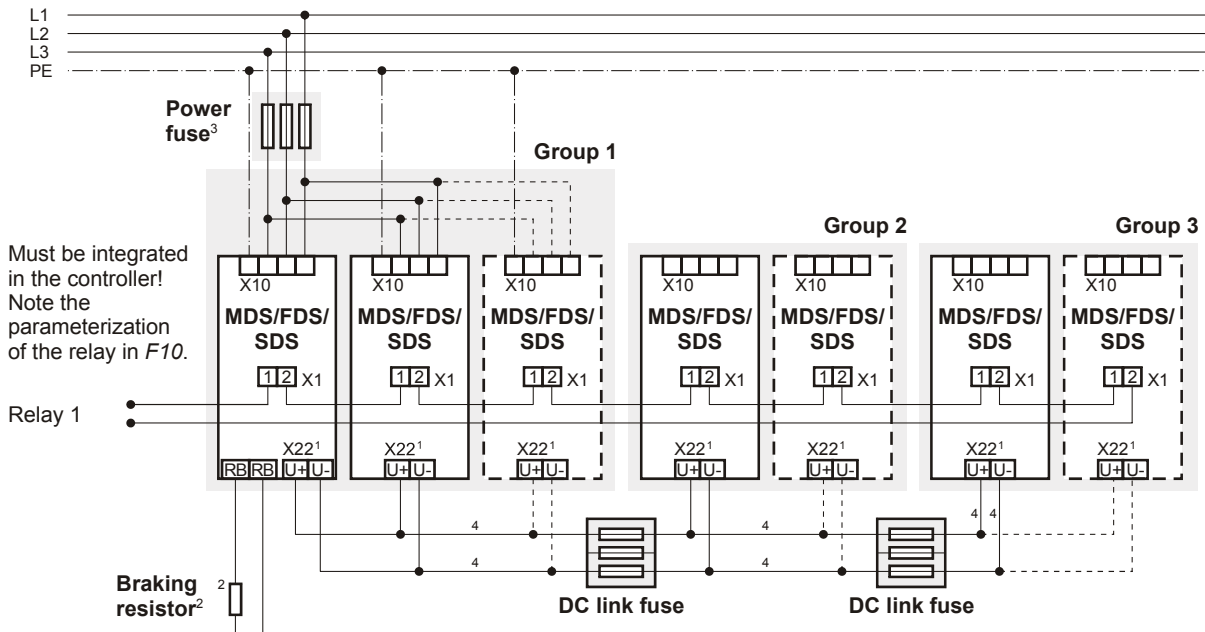 L1
L2
L3
PE
Power
fuse³
Group 1
Group 2
Group 3
Must be integrated
in the controller!
Note the
parameterization
of the relay in F10.
X10 X10 X10 X10 X10 X10 X10
MDS/FDS/ MDS/FDS/ MDS/FDS/ MDS/FDS/ MDS/FDS/ MDS/FDS/ MDS/FDS/
SDS SDS SDS SDS SDS SDS SDS
1 2 X1 1 2 X1 1 2 X1 1 2 X1 1 2 X1 1 2 X1 1 2 X1
Relay 1
X22¹ X22¹ X22¹ X22¹ X22¹ X22¹ X22¹
RB RB U+ U- U+ U- U+ U- U+ U- U+ U- U+ U- U+ U-
4 4
4 4
4 4
Braking
resistor²
2
DC link fuse DC link fuse